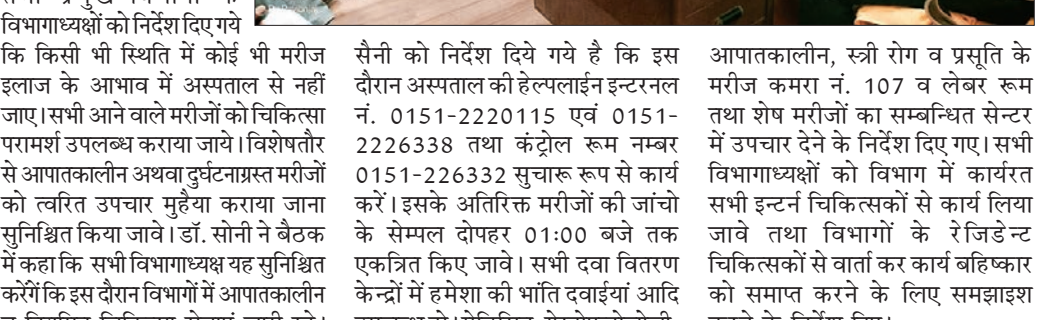 विभागाध्यक्षों को निर्देश दिए गये
कि किसी भी स्थिति में कोई भी मरीज
इलाज के आभाव में अस्पताल से नहीं
जाए। सभी आने वाले मरीजों को चिकित्सा
परामर्श उपलब्ध कराया जाये। विशेषतौर
से आपातकालीन अथवा दुर्घटनाग्रस्त मरीजों
को त्वरित उपचार मुहैया कराया जाना
सुनिश्चित किया जावे। डॉ. सोनी ने बैठक
में कहा कि सभी विभागाध्यक्ष यह सुनिश्चित
करेंगें कि इस दौरान विभागों में आपातकालीन
सैनी को निर्देश दिये गये है कि इस
दौरान अस्पताल की हेल्पलाईन इन्टरनल
नं. 0151-2220115 एवं 0151-
2226338 तथा कंट्रोल रूम नम्बर
0151-226332 सुचारू रूप से कार्य
करें। इसके अतिरिक्त मरीजों की जांचो
के सेम्पल दोपहर 01:00 बजे तक
एकत्रित किए जावे। सभी दवा वितरण
केन्द्रों में हमेशा की भांति दवाईयां आदि
आपातकालीन, स्त्री रोग व प्रसूति के
मरीज कमरा नं. 107 व लेबर रूम
तथा शेष मरीजों का सम्बन्धित सेन्टर
में उपचार देने के निर्देश दिए गए। सभी
विभागाध्यक्षों को विभाग में कार्यरत
सभी इन्टर्न चिकित्सकों से कार्य लिया
जावे तथा विभागों के रेजिडेन्ट
चिकित्सकों से वार्ता कर कार्य बहिष्कार
को समाप्त करने के लिए समझाइश